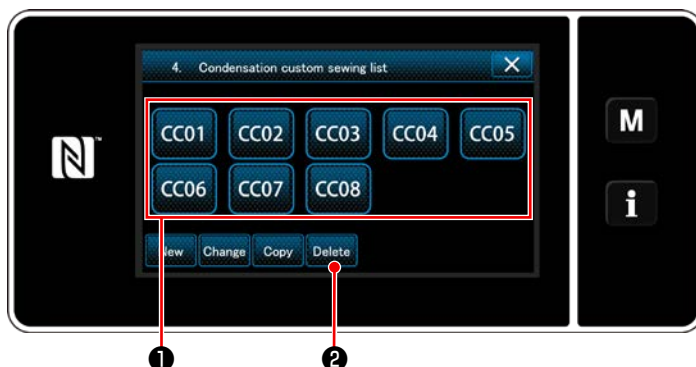 4. Condensation custom sewing list
CC01 CC02 CC03 CC04 CC05
M
CC06 CC07 CC08
i
New Change Copy Delete
❶ ❷